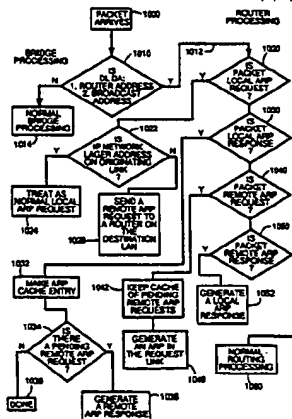 PACKET ARRIVES
1000
ROUTER PROCESSING
1010
1012
1020
BRIDGE PROCESSING
IS DL DA: 1. ROUTER ADDRESS 2. BROADCAST ADDRESS ?
N
Y
IS PACKET LOCAL ARP REQUEST ?
Y
NORMAL BRIDGE PROCESSING
1014
1022
1030
IS IP NETWORK LAGER ADDRESS ON ORIGINATING LINK ?
Y
N
IS PACKET LOCAL ARP RESPONSE ?
Y
1040
TREAT AS NORMAL LOCAL ARP REQUEST
1024
SEND A REMOTE ARP REQUEST TO A ROUTER ON THE DESTINATION LAN
IS PACKET REMOTE ARP REQUEST ?
Y
1050
1032
MAKE ARP CACHE ENTRY
IS PACKET REMOTE ARP RESPONSE ?
Y
1042
KEEP CACHE OF PENDING REMOTE ARP REQUESTS
GENERATE A LOCAL ARP RESPONSE
1052
1034
IS THERE A PENDING REMOTE ARP REQUEST ?
N
Y
GENERATE AN ARP IN THE REQUEST LINK
NORMAL ROUTING PROCESSING
1060
DONE
1036
GENERATE A REMOTE ARP RESPONSE